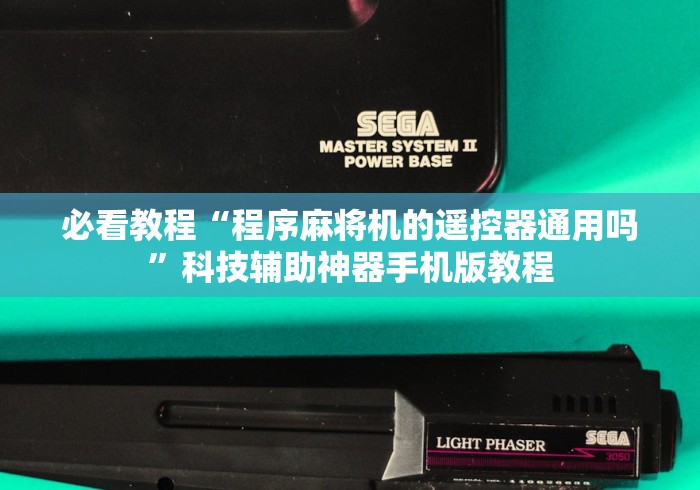 SEGA
MASTER SYSTEM II
POWER BASE
必看教程“程序麻将机的遥控器通用吗
”科技辅助神器手机版教程
LIGHT PHASER
SEGA
3050